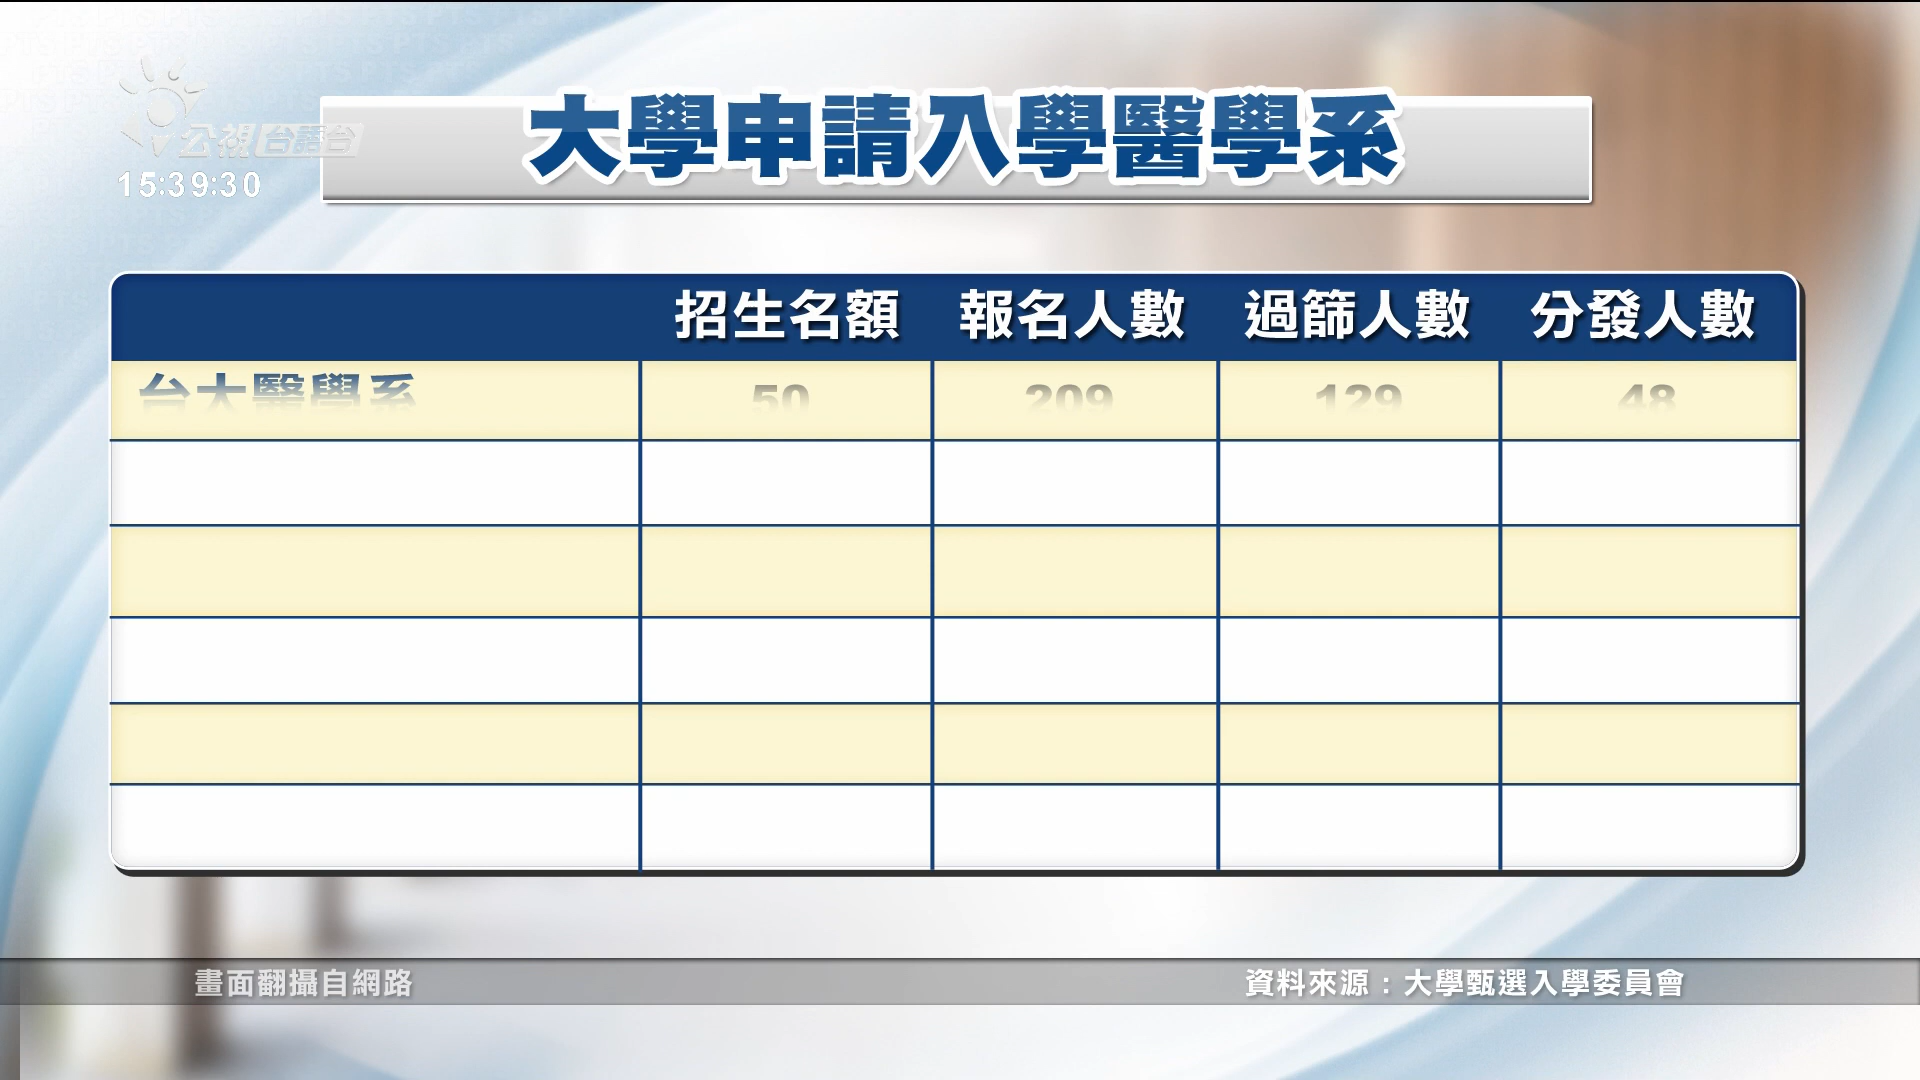 公視台語台
15:39:30
大學申請入學醫學系
招生名額 報名人數 過篩人數 分發人數
台大醫學系 50 209 129 48
畫面翻攝自網路
資料來源：大學甄選入學委員會